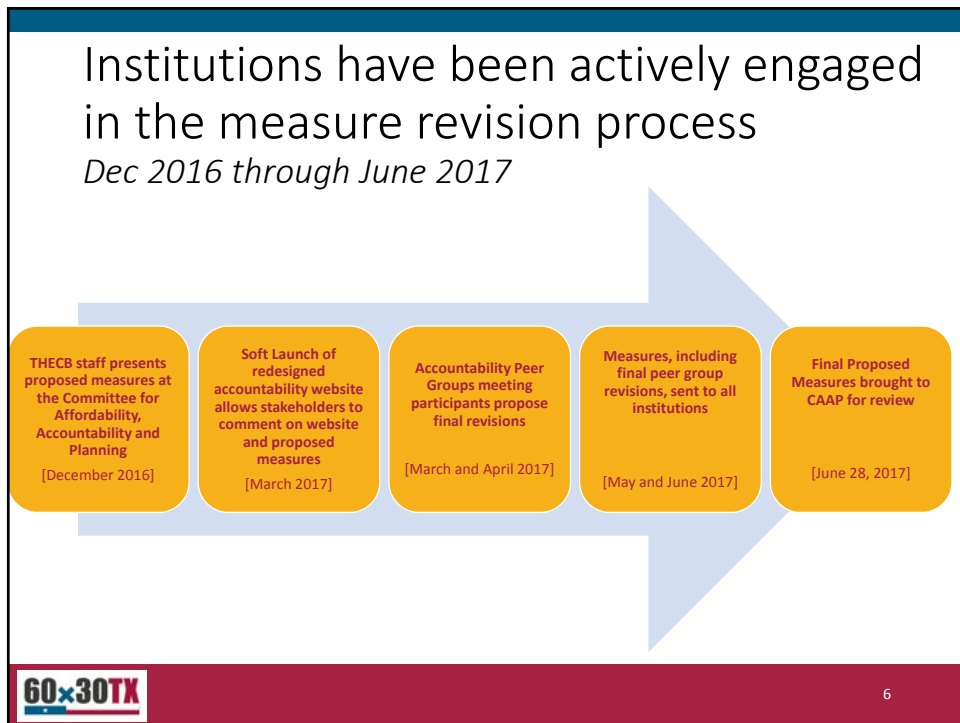 Institutions have been actively engaged
in the measure revision process
Dec 2016 through June 2017
THECB staff presents
proposed measures at
the Committee for
Affordability,
Accountability and
Planning
[December 2016]
Soft Launch of
redesigned
accountability website
allows stakeholders to
comment on website
and proposed
measures
[March 2017]
Accountability Peer
Groups meeting
participants propose
final revisions
[March and April 2017]
Measures, including
final peer group
revisions, sent to all
institutions
[May and June 2017]
Final Proposed
Measures brought to
CAAP for review
[June 28, 2017]
60x30TX
6